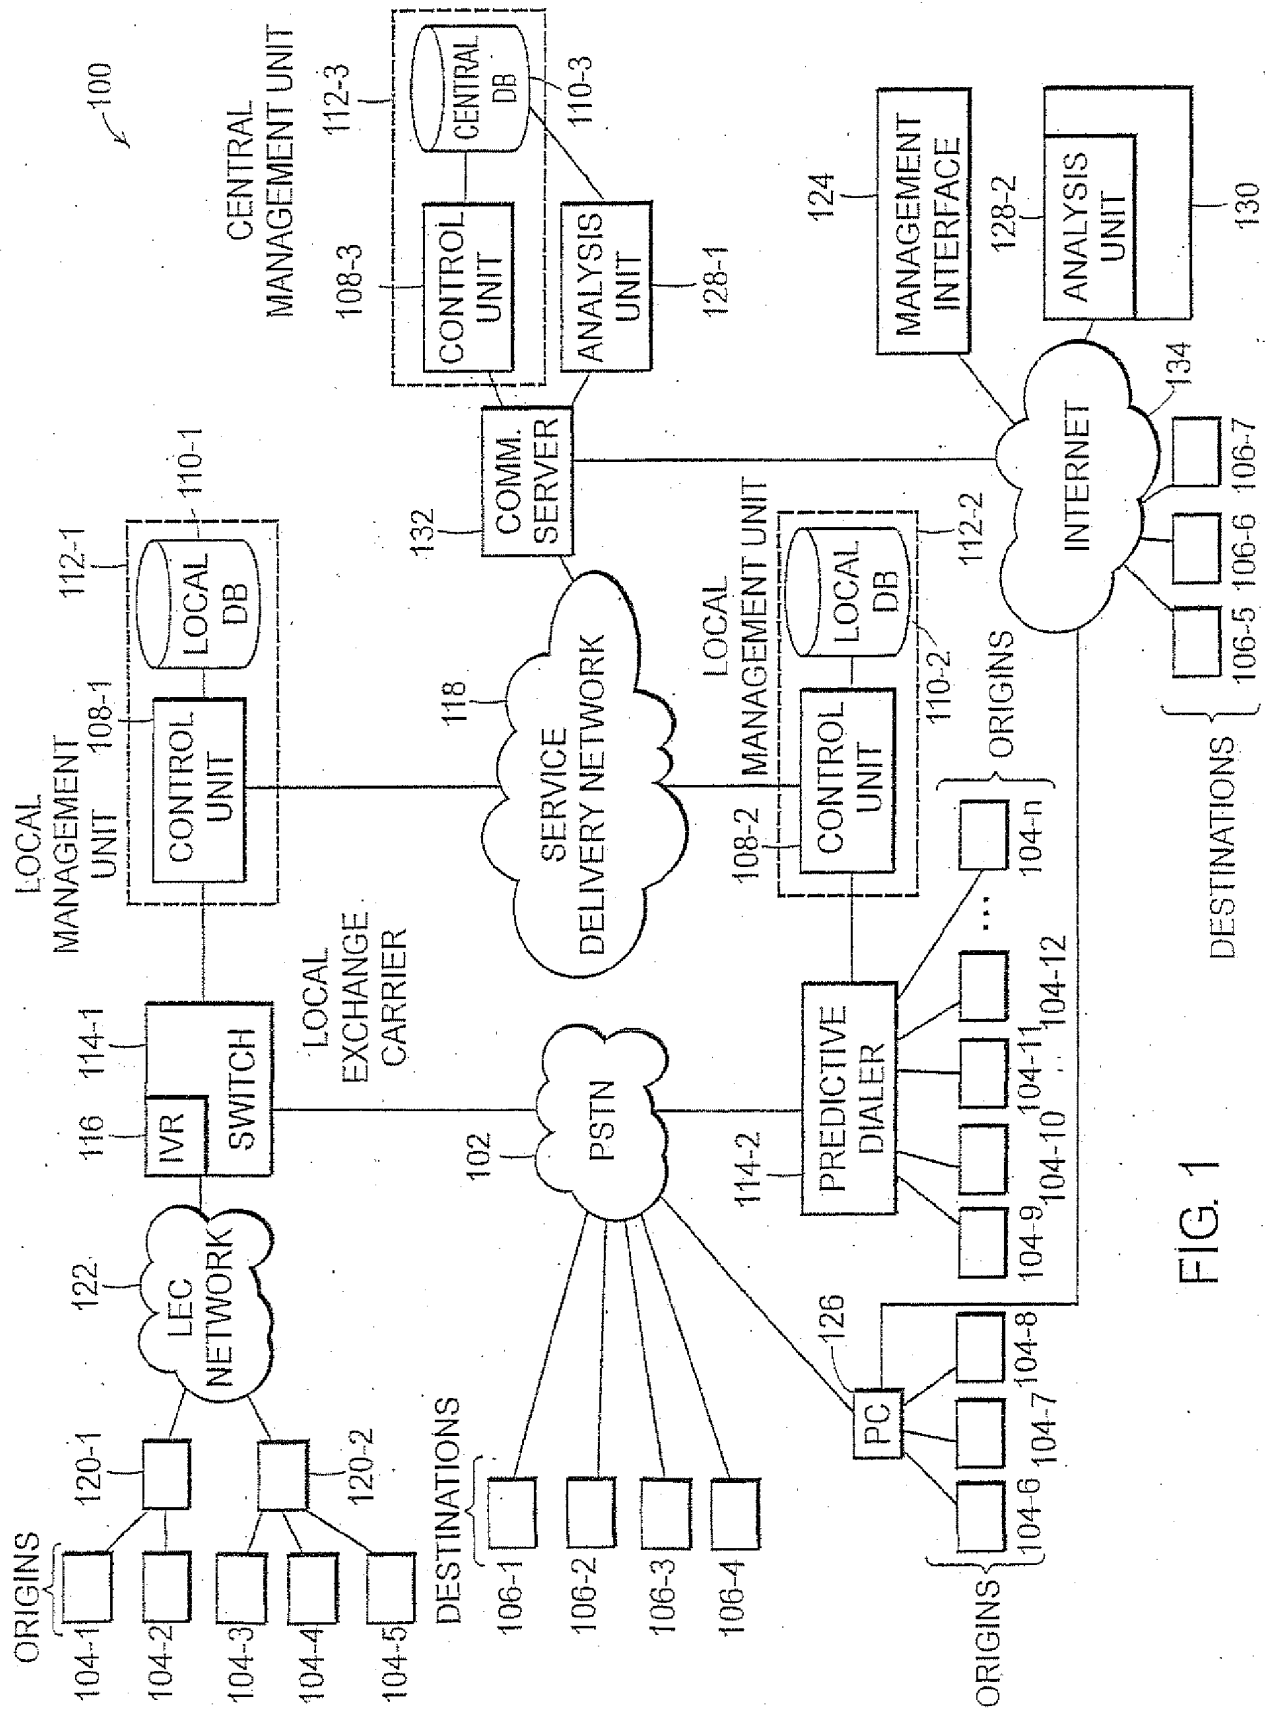 100
CENTRAL
MANAGEMENT UNIT
112-3
CENTRAL
DB
110-3
108-3
CONTROL
UNIT
ANALYSIS
UNIT
128-1
124
MANAGEMENT
INTERFACE
128-2
ANALYSIS
UNIT
130
COMM.
SERVER
132
INTERNET
134
106-5
106-6
106-7
DESTINATIONS
LOCAL
MANAGEMENT
UNIT
112-1
LOCAL
DB
110-1
108-1
CONTROL
UNIT
118
SERVICE
DELIVERY NETWORK
LOCAL
MANAGEMENT UNIT
112-2
LOCAL
DB
110-2
108-2
CONTROL
UNIT
114-1
116
IVR
SWITCH
LOCAL
EXCHANGE
CARRIER
102
PSTN
114-2
PREDICTIVE
DIALER
ORIGINS
104-9
104-10
104-11
104-12
...
104-n
122
LEC
NETWORK
120-1
120-2
ORIGINS
104-1
104-2
104-3
104-4
104-5
DESTINATIONS
106-1
106-2
106-3
106-4
126
PC
104-6
104-7
104-8
ORIGINS
FIG. 1